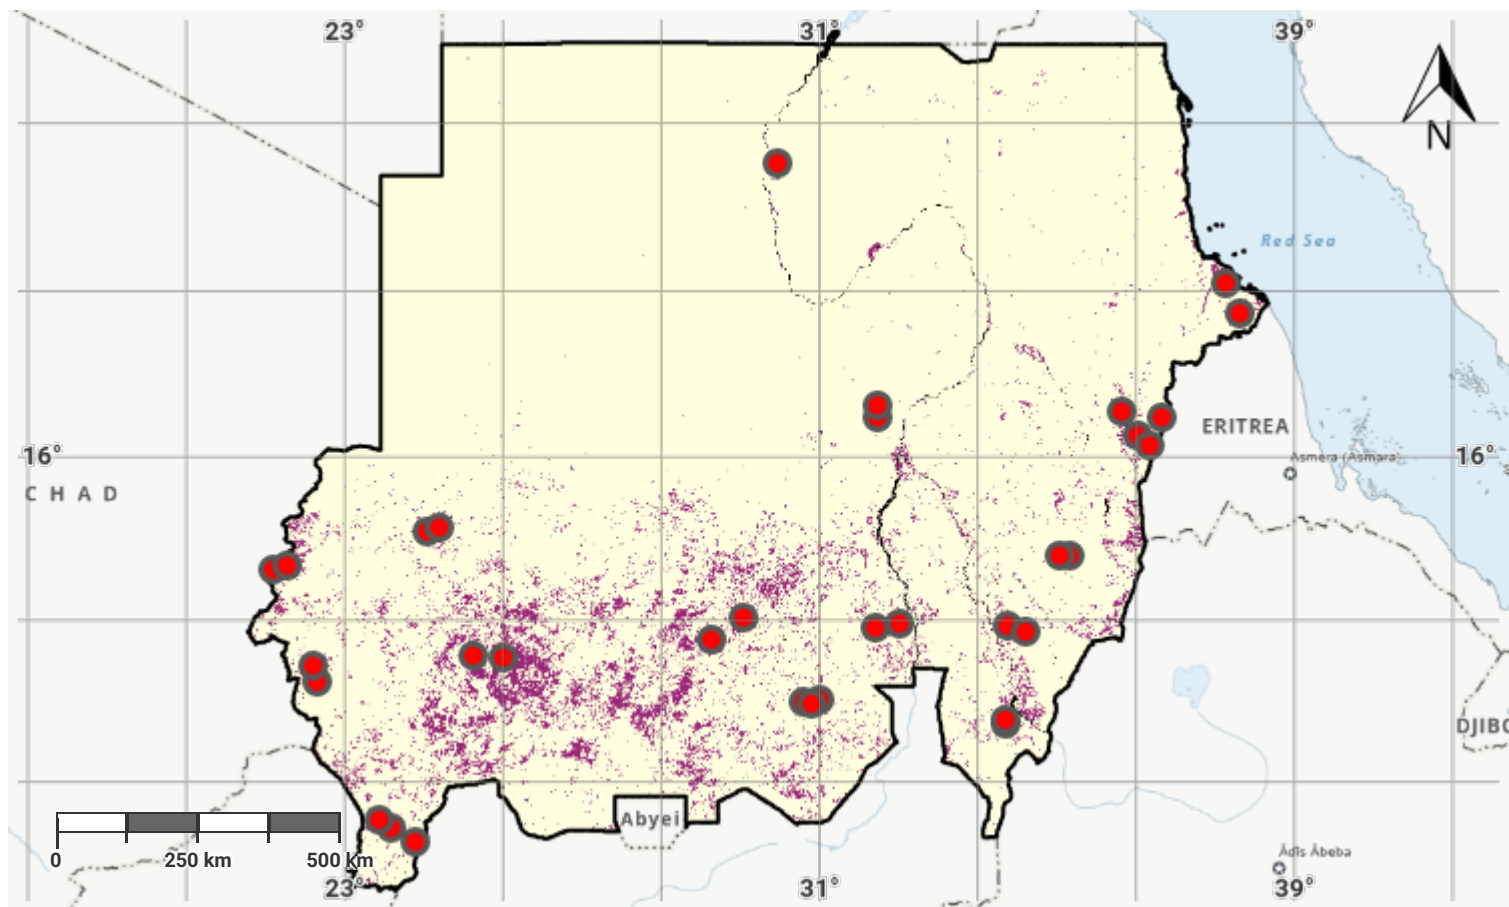 23°
31°
39°
N
Red Sea
ERITREA
16°
Asmera (Asmara)
16°
CHAD
DJIBO
Abyei
0
250 km
500 km
Ādīs Ābeba
23°
31°
39°